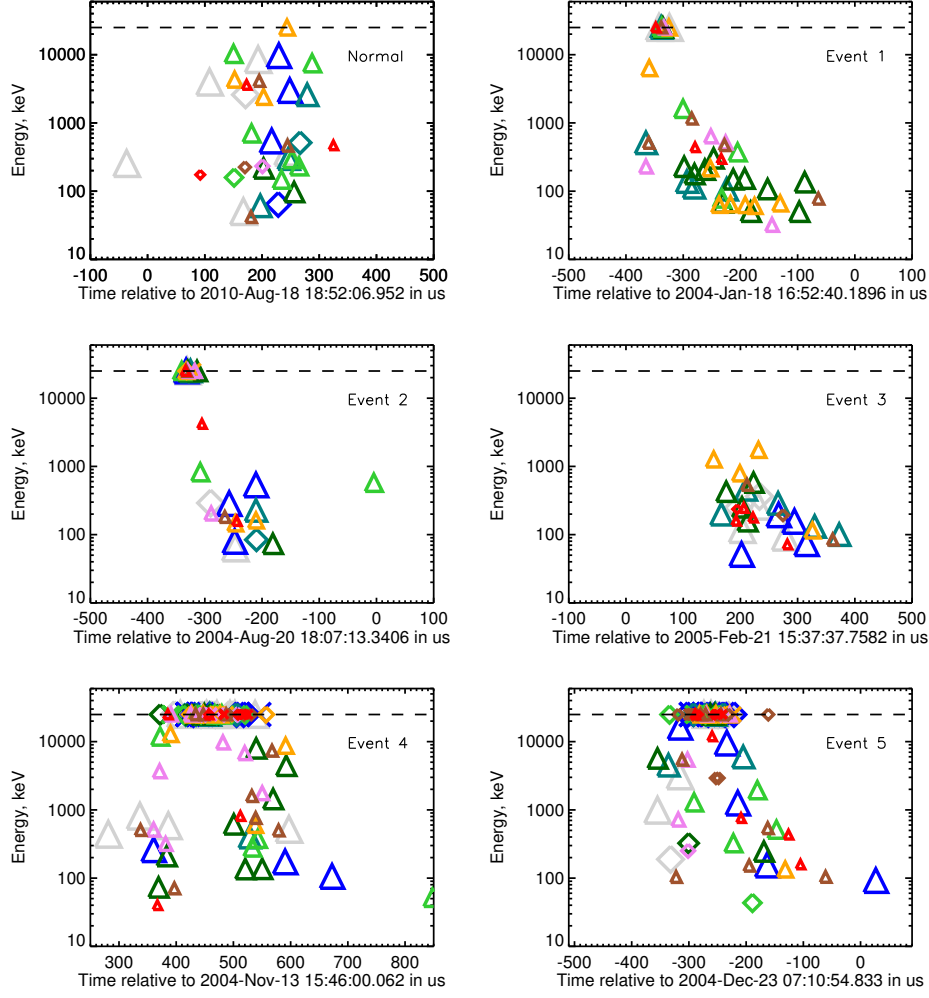 Energy, keV
10000
1000
100
10
Normal
-100 0 100 200 300 400 500
Time relative to 2010-Aug-18 18:52:06.952 in us
Energy, keV
10000
1000
100
10
Event 1
-500 -400 -300 -200 -100 0 100
Time relative to 2004-Jan-18 16:52:40.1896 in us
Energy, keV
10000
1000
100
10
Event 2
-500 -400 -300 -200 -100 0 100
Time relative to 2004-Aug-20 18:07:13.3406 in us
Energy, keV
10000
1000
100
10
Event 3
-100 0 100 200 300 400 500
Time relative to 2005-Feb-21 15:37:37.7582 in us
Energy, keV
10000
1000
100
10
Event 4
300 400 500 600 700 800
Time relative to 2004-Nov-13 15:46:00.062 in us
Energy, keV
10000
1000
100
10
Event 5
-500 -400 -300 -200 -100 0
Time relative to 2004-Dec-23 07:10:54.833 in us